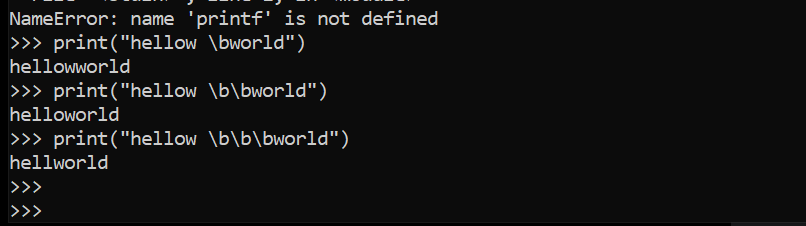 NameError: name 'printf' is not defined
>>> print("hellow \bworld")
hellowworld
>>> print("hellow \b\bworld")
helloworld
>>> print("hellow \b\b\bworld")
hellworld
>>>
>>>